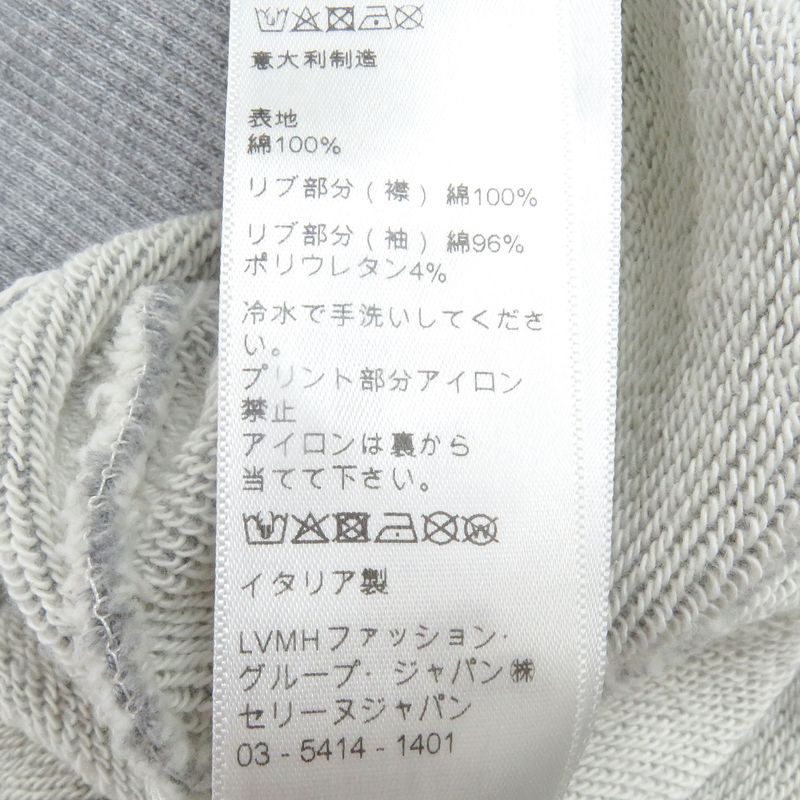 意大利制造
表地
綿100%
リブ部分(襟)綿100%
リブ部分(袖)綿96%
ポリウレタン4%
冷水で手洗いしてくださ
い。
プリント部分アイロン
禁止
アイロンは裏から
当てて下さい。
イタリア製
LVMHファッション・
グループ・ジャパン㈱
セリーヌジャパン
03 - 5414 - 1401